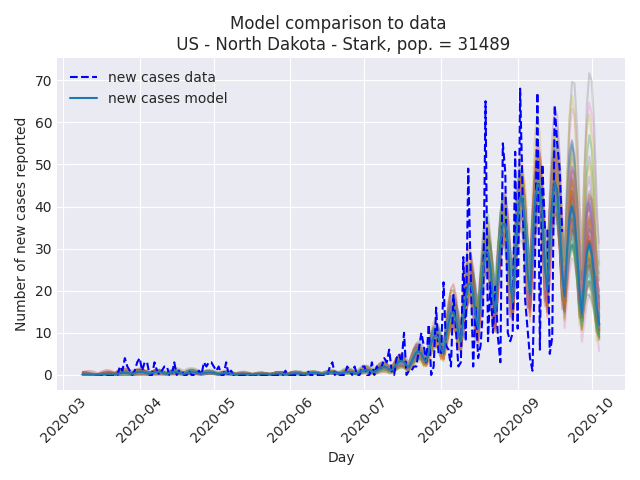 Model comparison to data
US - North Dakota - Stark, pop. = 31489
new cases data
new cases model
Number of new cases reported
70
60
50
40
30
20
10
0
2020-03
2020-04
2020-05
2020-06
2020-07
2020-08
2020-09
2020-10
Day